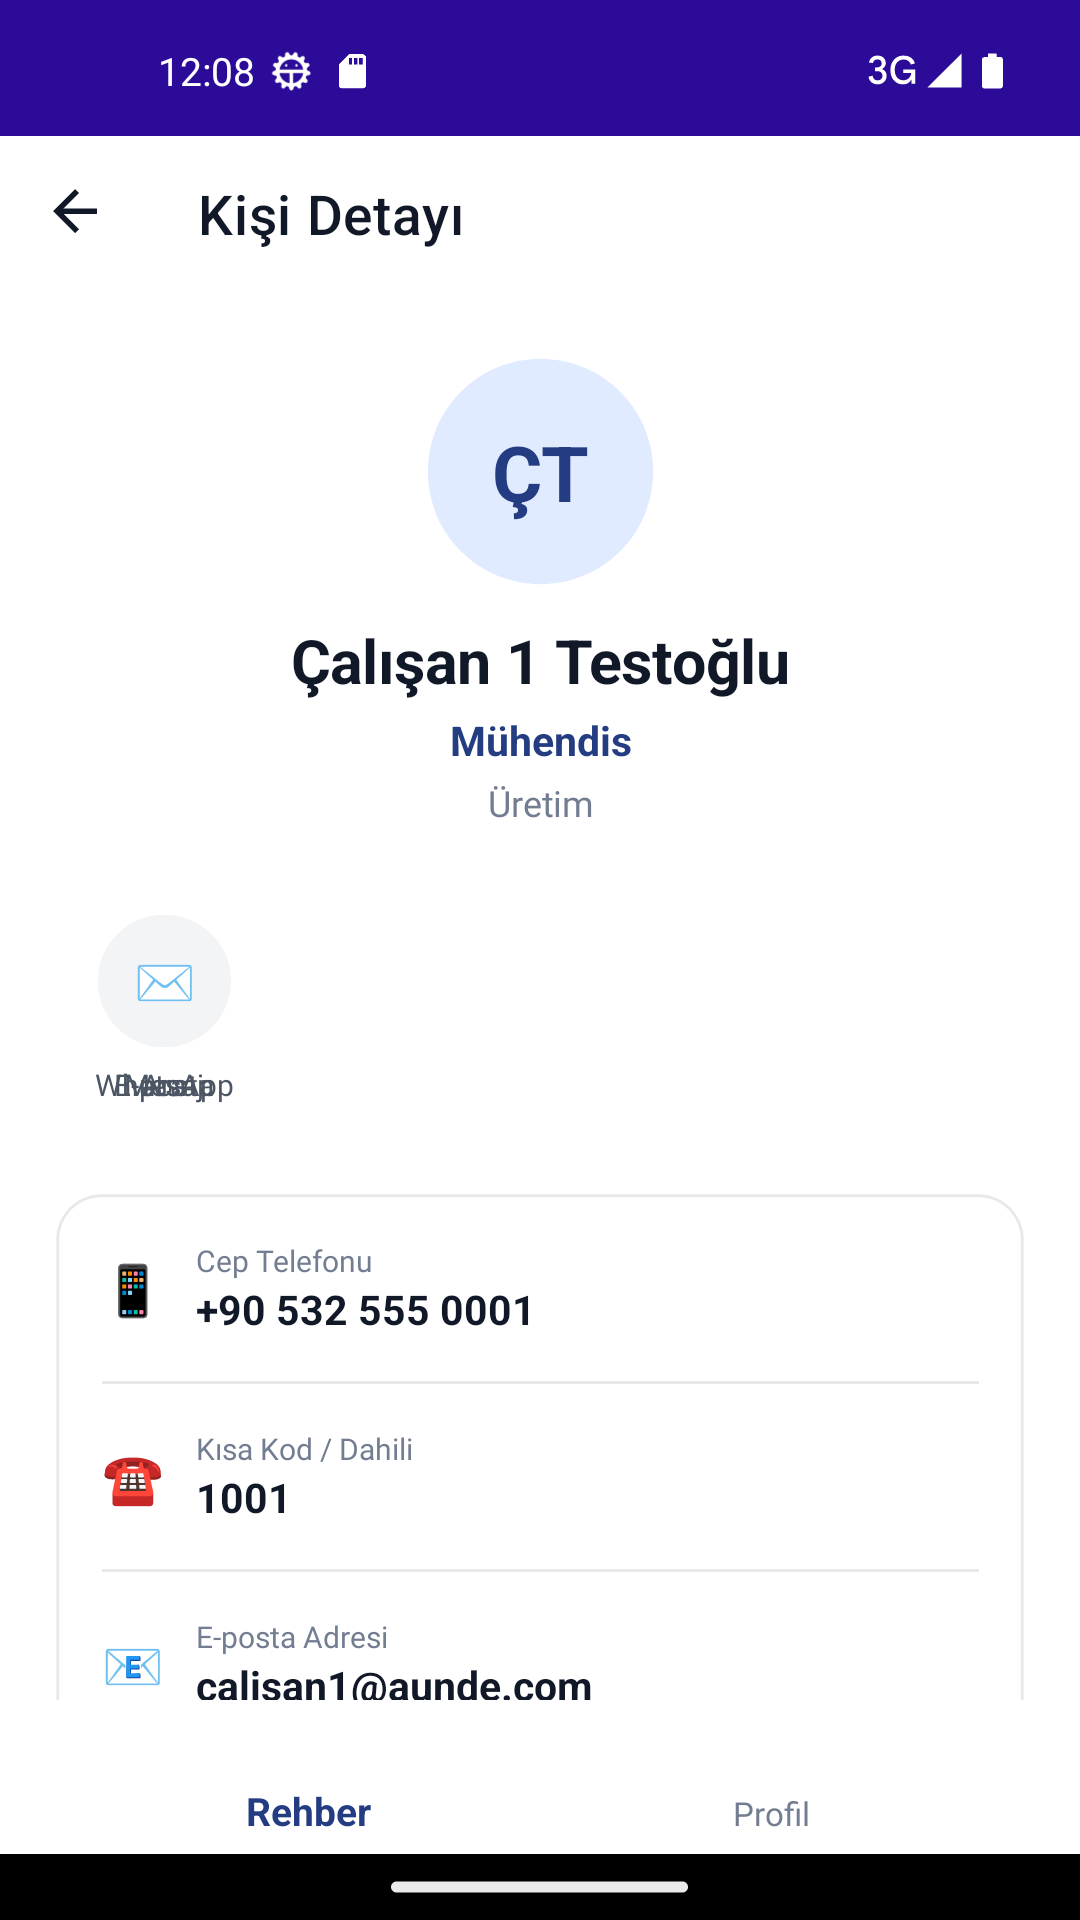 12:08 3G
Kişi Detayı
ÇT
Çalışan 1 Testoğlu
Mühendis
Üretim
WhatsApp
Cep Telefonu
+90 532 555 0001
Kısa Kod / Dahili
1001
E-posta Adresi
calisan1@aunde.com
Rehber Profil